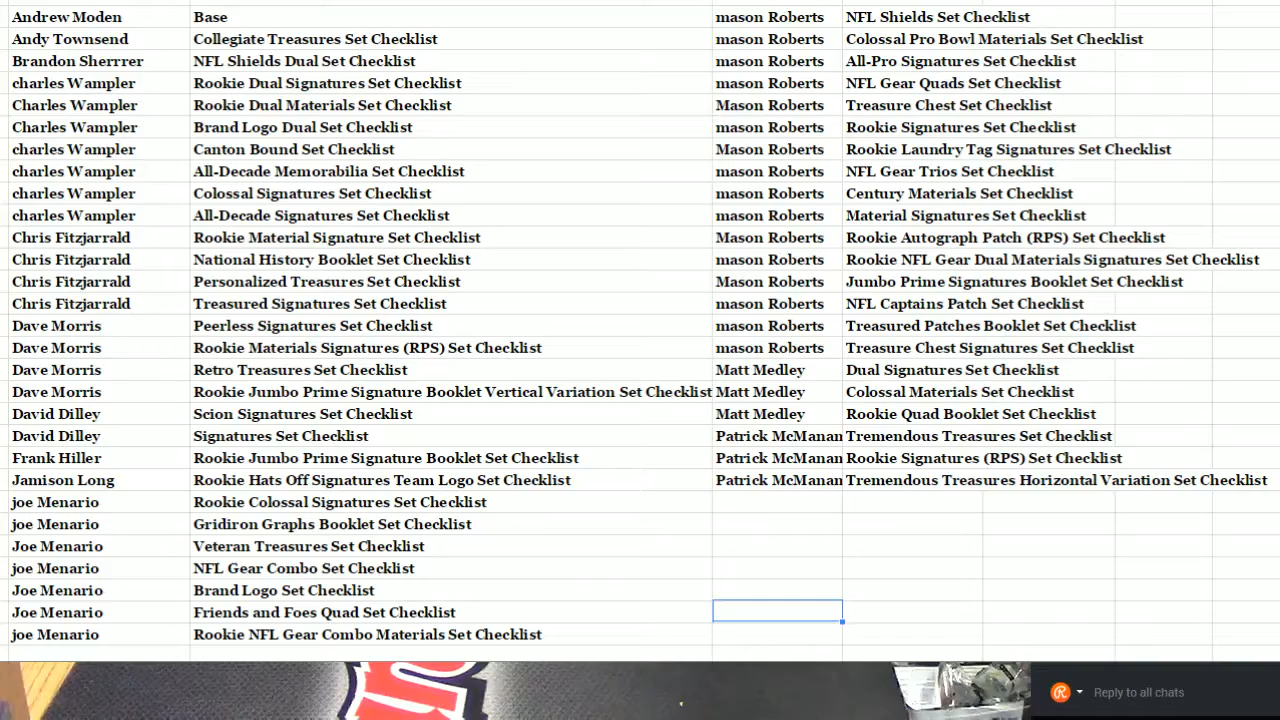 Andrew Moden Base mason Roberts NFL Shields Set Checklist
Andy Townsend Collegiate Treasures Set Checklist mason Roberts Colossal Pro Bowl Materials Set Checklist
Brandon Sherrrer NFL Shields Dual Set Checklist mason Roberts All-Pro Signatures Set Checklist
charles Wampler Rookie Dual Signatures Set Checklist mason Roberts NFL Gear Quads Set Checklist
Charles Wampler Rookie Dual Materials Set Checklist Mason Roberts Treasure Chest Set Checklist
Charles Wampler Brand Logo Dual Set Checklist mason Roberts Rookie Signatures Set Checklist
charles Wampler Canton Bound Set Checklist Mason Roberts Rookie Laundry Tag Signatures Set Checklist
charles Wampler All-Decade Memorabilia Set Checklist mason Roberts NFL Gear Trios Set Checklist
charles Wampler Colossal Signatures Set Checklist mason Roberts Century Materials Set Checklist
charles Wampler All-Decade Signatures Set Checklist mason Roberts Material Signatures Set Checklist
Chris Fitzjarrald Rookie Material Signature Set Checklist Mason Roberts Rookie Autograph Patch (RPS) Set Checklist
Chris Fitzjarrald National History Booklet Set Checklist mason Roberts Rookie NFL Gear Dual Materials Signatures Set Checklist
Chris Fitzjarrald Personalized Treasures Set Checklist Mason Roberts Jumbo Prime Signatures Booklet Set Checklist
Chris Fitzjarrald Treasured Signatures Set Checklist mason Roberts NFL Captains Patch Set Checklist
Dave Morris Peerless Signatures Set Checklist mason Roberts Treasured Patches Booklet Set Checklist
Dave Morris Rookie Materials Signatures (RPS) Set Checklist mason Roberts Treasure Chest Signatures Set Checklist
Dave Morris Retro Treasures Set Checklist Matt Medley Dual Signatures Set Checklist
Dave Morris Rookie Jumbo Prime Signature Booklet Vertical Variation Set Checklist Matt Medley Colossal Materials Set Checklist
David Dilley Scion Signatures Set Checklist Matt Medley Rookie Quad Booklet Set Checklist
David Dilley Signatures Set Checklist Patrick McManan Tremendous Treasures Set Checklist
Frank Hiller Rookie Jumbo Prime Signature Booklet Set Checklist Patrick McManan Rookie Signatures (RPS) Set Checklist
Jamison Long Rookie Hats Off Signatures Team Logo Set Checklist Patrick McManan Tremendous Treasures Horizontal Variation Set Checklist
joe Menario Rookie Colossal Signatures Set Checklist
joe Menario Gridiron Graphs Booklet Set Checklist
Joe Menario Veteran Treasures Set Checklist
joe Menario NFL Gear Combo Set Checklist
Joe Menario Brand Logo Set Checklist
Joe Menario Friends and Foes Quad Set Checklist
joe Menario Rookie NFL Gear Combo Materials Set Checklist
Reply to all chats